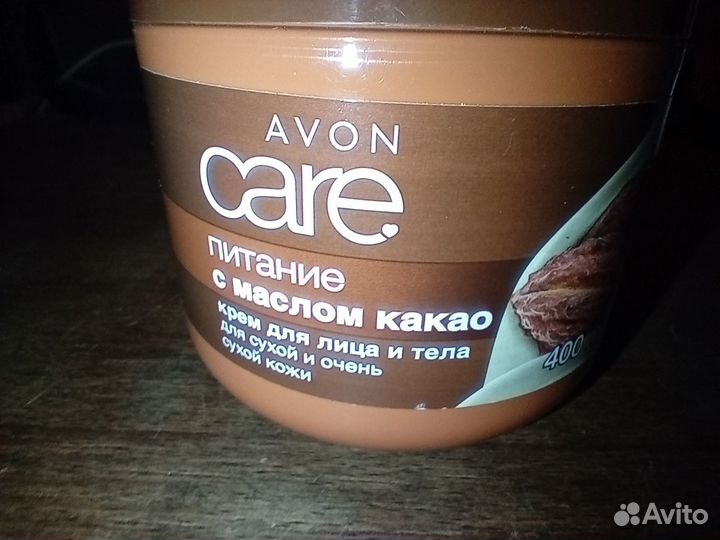 AVON
care
питание
с маслом какао
крем для лица и тела
для сухой и очень
сухой кожи
400
Avito